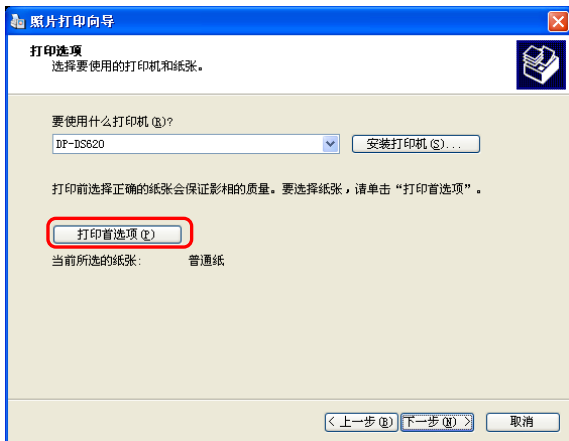 照片打印向导
打印选项
选择要使用的打印机和纸张。
要使用什么打印机(R)?
DP-DS620
安装打印机(S)...
打印前选择正确的纸张会保证影相的质量。要选择纸张，请单击“打印首选项”。
打印首选项(P)
当前所选的纸张: 普通纸
< 上一步(B) 下一步(N) > 取消